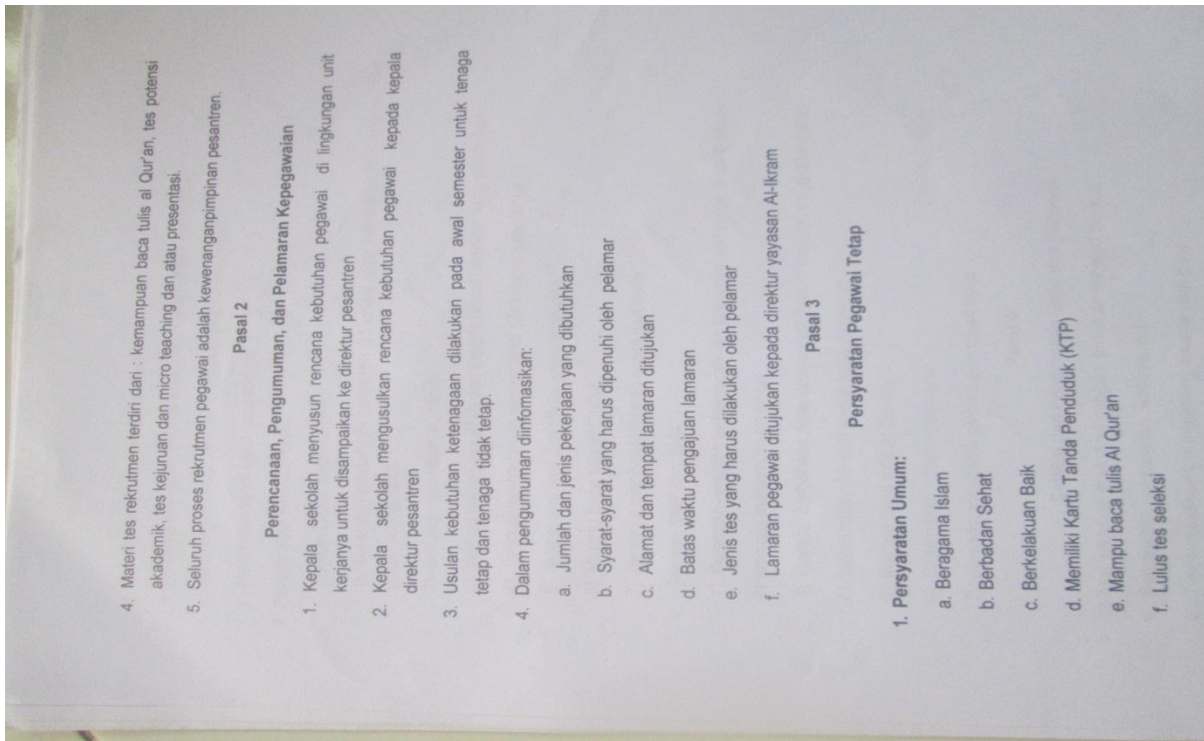 4. Materi tes rekrutmen terdiri dari : kemampuan baca tulis al Qur'an, tes potensi
akademik, tes kejuruan dan micro teaching dan atau presentasi.
5. Seluruh proses rekrutmen pegawai adalah kewenanganpimpinan pesantren.
Pasal 2
Perencanaan, Pengumuman, dan Pelamaran Kepegawaian
1. Kepala sekolah menyusun rencana kebutuhan pegawai di lingkungan unit
kerjanya untuk disampaikan ke direktur pesantren
2. Kepala sekolah mengusulkan rencana kebutuhan pegawai kepada kepala
direktur pesantren
3. Usulan kebutuhan ketenagaan dilakukan pada awal semester untuk tenaga
tetap dan tenaga tidak tetap.
4. Dalam pengumuman diinfomasikan:
a. Jumlah dan jenis pekerjaan yang dibutuhkan
b. Syarat-syarat yang harus dipenuhi oleh pelamar
c. Alamat dan tempat lamaran ditujukan
d. Batas waktu pengajuan lamaran
e. Jenis tes yang harus dilakukan oleh pelamar
f. Lamaran pegawai ditujukan kepada direktur yayasan Al-Ikram
Pasal 3
Persyaratan Pegawai Tetap
1. Persyaratan Umum:
a. Beragama Islam
b. Berbadan Sehat
c. Berkelakuan Baik
d. Memiliki Kartu Tanda Penduduk (KTP)
e. Mampu baca tulis Al Qur'an
f. Lulus tes seleksi